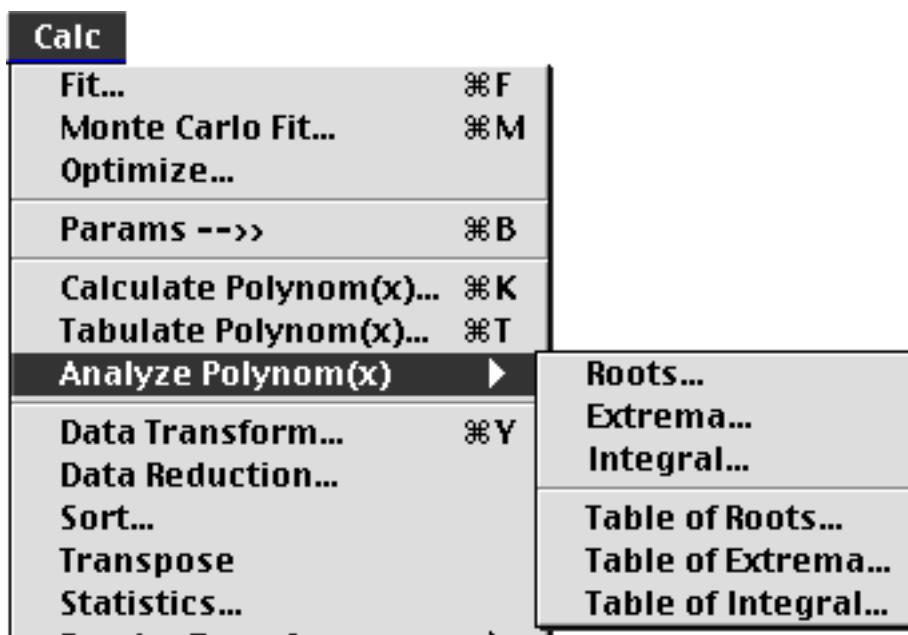 Calc
Fit... ⌘F
Monte Carlo Fit... ⌘M
Optimize...
Params -->> ⌘B
Calculate Polynom(x)... ⌘K
Tabulate Polynom(x)... ⌘T
Analyze Polynom(x)
Roots...
Extrema...
Integral...
Table of Roots...
Table of Extrema...
Table of Integral...
Data Transform... ⌘Y
Data Reduction...
Sort...
Transpose
Statistics...